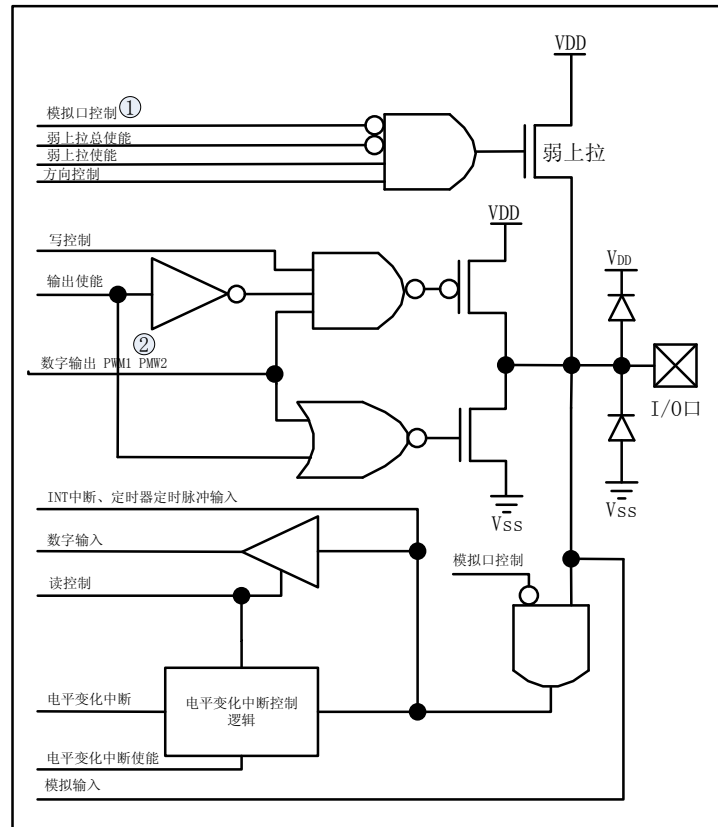 VDD
模拟口控制①
弱上拉总使能
弱上拉使能
方向控制
弱上拉
写控制
VDD
输出使能
VDD
数字输出 PWM1 PMW2 ②
I/O口
INT中断、定时器定时脉冲输入
Vss
Vss
数字输入
模拟口控制
读控制
电平变化中断
电平变化中断控制
逻辑
电平变化中断使能
模拟输入